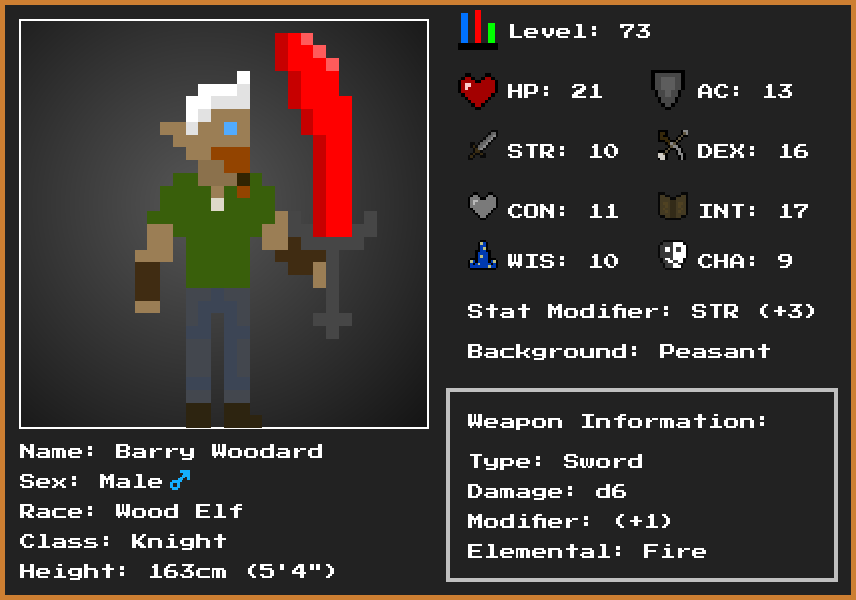 Level: 73
HP: 21 AC: 13
STR: 10 DEX: 16
CON: 11 INT: 17
WIS: 10 CHA: 9
Stat Modifier: STR (+3)
Background: Peasant
Weapon Information:
Type: Sword
Damage: d6
Modifier: (+1)
Elemental: Fire
Name: Barry Woodard
Sex: Male♂
Race: Wood Elf
Class: Knight
Height: 163cm (5'4")